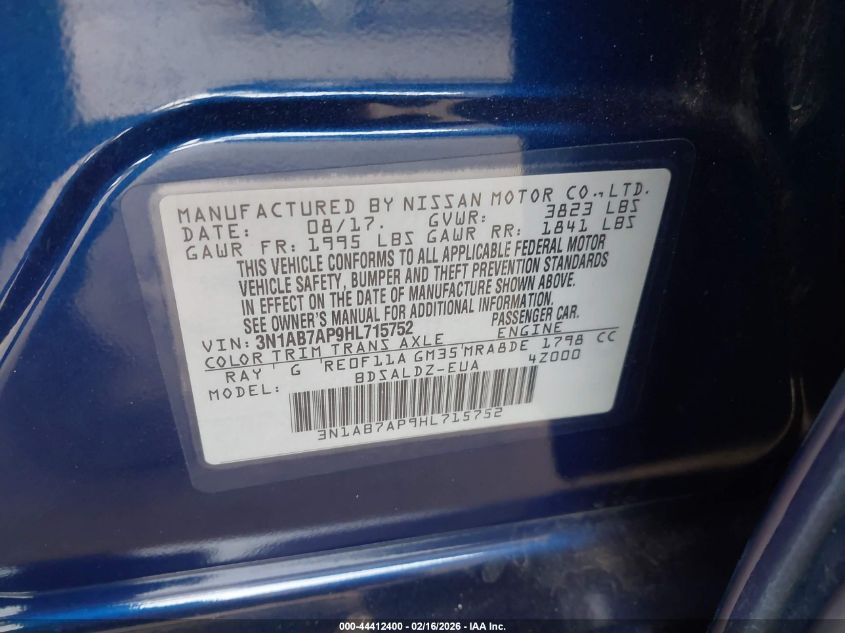 MANUFACTURED BY NISSAN MOTOR CO.,LTD.
DATE: 08/17. GVWR: 3823 LBS
GAWR FR: 1995 LBS GAWR RR: 1841 LBS
THIS VEHICLE CONFORMS TO ALL APPLICABLE FEDERAL MOTOR
VEHICLE SAFETY, BUMPER AND THEFT PREVENTION STANDARDS
IN EFFECT ON THE DATE OF MANUFACTURE SHOWN ABOVE.
SEE OWNER'S MANUAL FOR ADDITIONAL INFORMATION.
VIN: 3N1AB7AP9HL715752 PASSENGER CAR.
COLOR TRIM TRANS AXLE ENGINE
RAY G RE0F11A GM35 MRA8DE 1798 CC
MODEL: BDSALDZ-EUA 4Z000
3N1AB7AP9HL715752
000-44412400 - 02/16/2026 - IAA Inc.